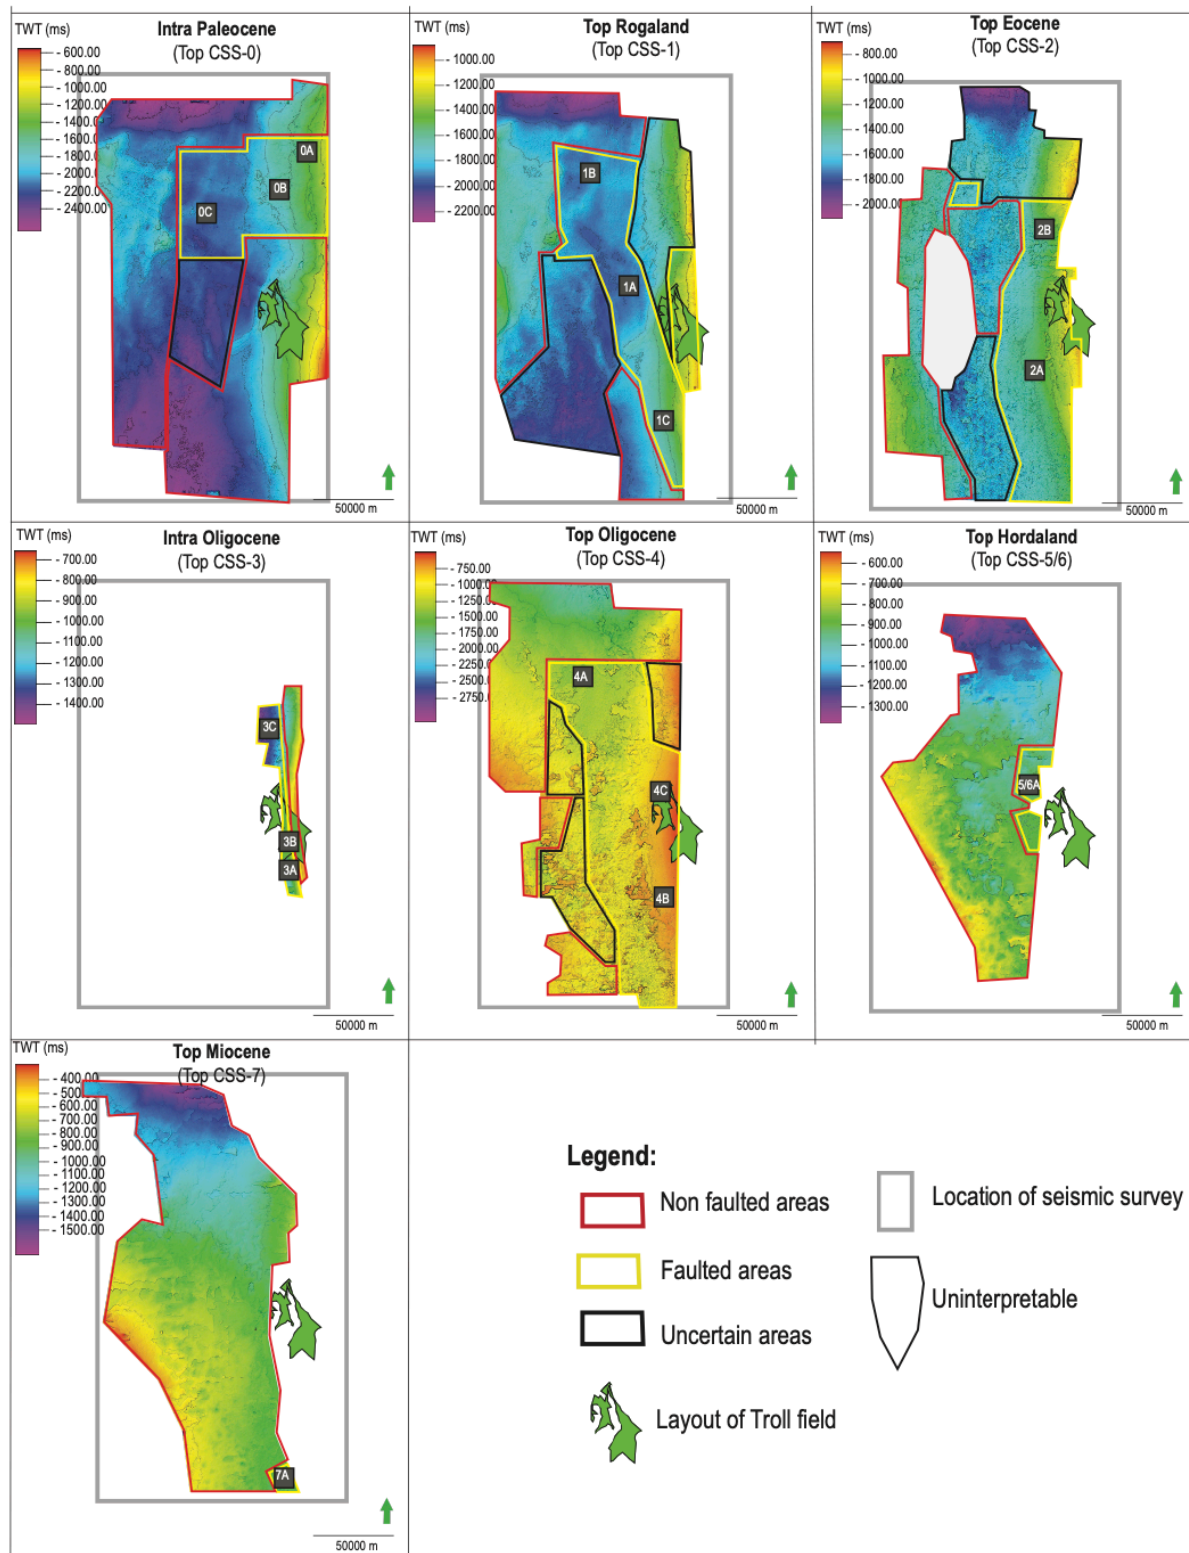 TWT (ms)
Intra Paleocene
(Top CSS-0)
- 600.00
- 800.00
- 1000.00
- 1200.00
- 1400.00
- 1600.00
- 1800.00
- 2000.00
- 2200.00
- 2400.00
0A
0B
0C
50000 m
TWT (ms)
Top Rogaland
(Top CSS-1)
- 1000.00
- 1200.00
- 1400.00
- 1600.00
- 1800.00
- 2000.00
- 2200.00
1B
1A
1C
50000 m
TWT (ms)
Top Eocene
(Top CSS-2)
- 800.00
- 1000.00
- 1200.00
- 1400.00
- 1600.00
- 1800.00
- 2000.00
2B
2A
50000 m
TWT (ms)
Intra Oligocene
(Top CSS-3)
- 700.00
- 800.00
- 900.00
- 1000.00
- 1100.00
- 1200.00
- 1300.00
- 1400.00
3C
3B
3A
50000 m
TWT (ms)
Top Oligocene
(Top CSS-4)
- 750.00
- 1000.00
- 1250.00
- 1500.00
- 1750.00
- 2000.00
- 2250.00
- 2500.00
- 2750.00
4A
4C
4B
50000 m
TWT (ms)
Top Hordaland
(Top CSS-5/6)
- 600.00
- 700.00
- 800.00
- 900.00
- 1000.00
- 1100.00
- 1200.00
- 1300.00
5/6A
50000 m
TWT (ms)
Top Miocene
(Top CSS-7)
- 400.00
- 500
- 600.00
- 700.00
- 800.00
- 900.00
- 1000.00
- 1100.00
- 1200.00
- 1300.00
- 1400.00
- 1500.00
7A
50000 m
Legend:
Non faulted areas
Faulted areas
Uncertain areas
Layout of Troll field
Location of seismic survey
Uninterpretable